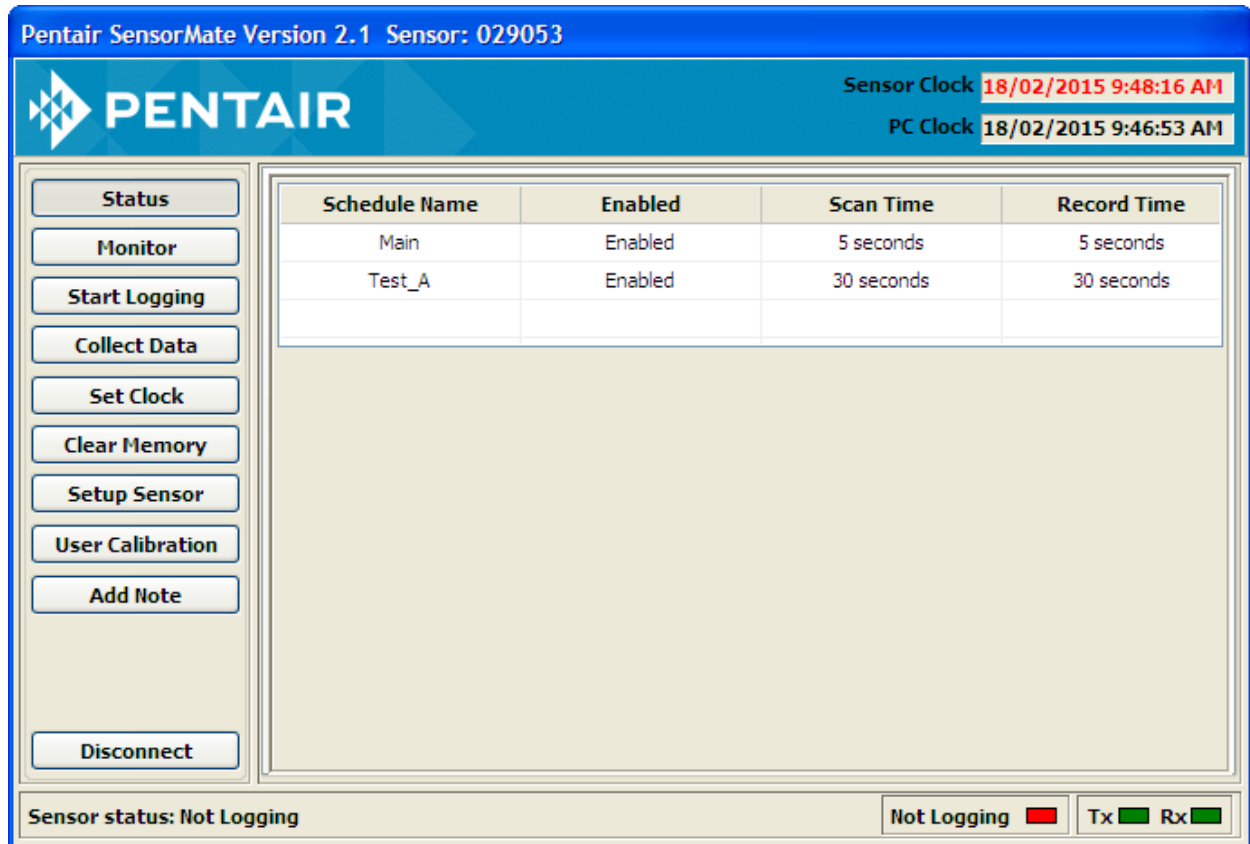 Pentair SensorMate Version 2.1 Sensor: 029053
PENTAIR
Sensor Clock 18/02/2015 9:48:16 AM
PC Clock 18/02/2015 9:46:53 AM
Status
Monitor
Start Logging
Collect Data
Set Clock
Clear Memory
Setup Sensor
User Calibration
Add Note
Disconnect
Schedule Name Enabled Scan Time Record Time
Main Enabled 5 seconds 5 seconds
Test_A Enabled 30 seconds 30 seconds
Sensor status: Not Logging
Not Logging Tx Rx